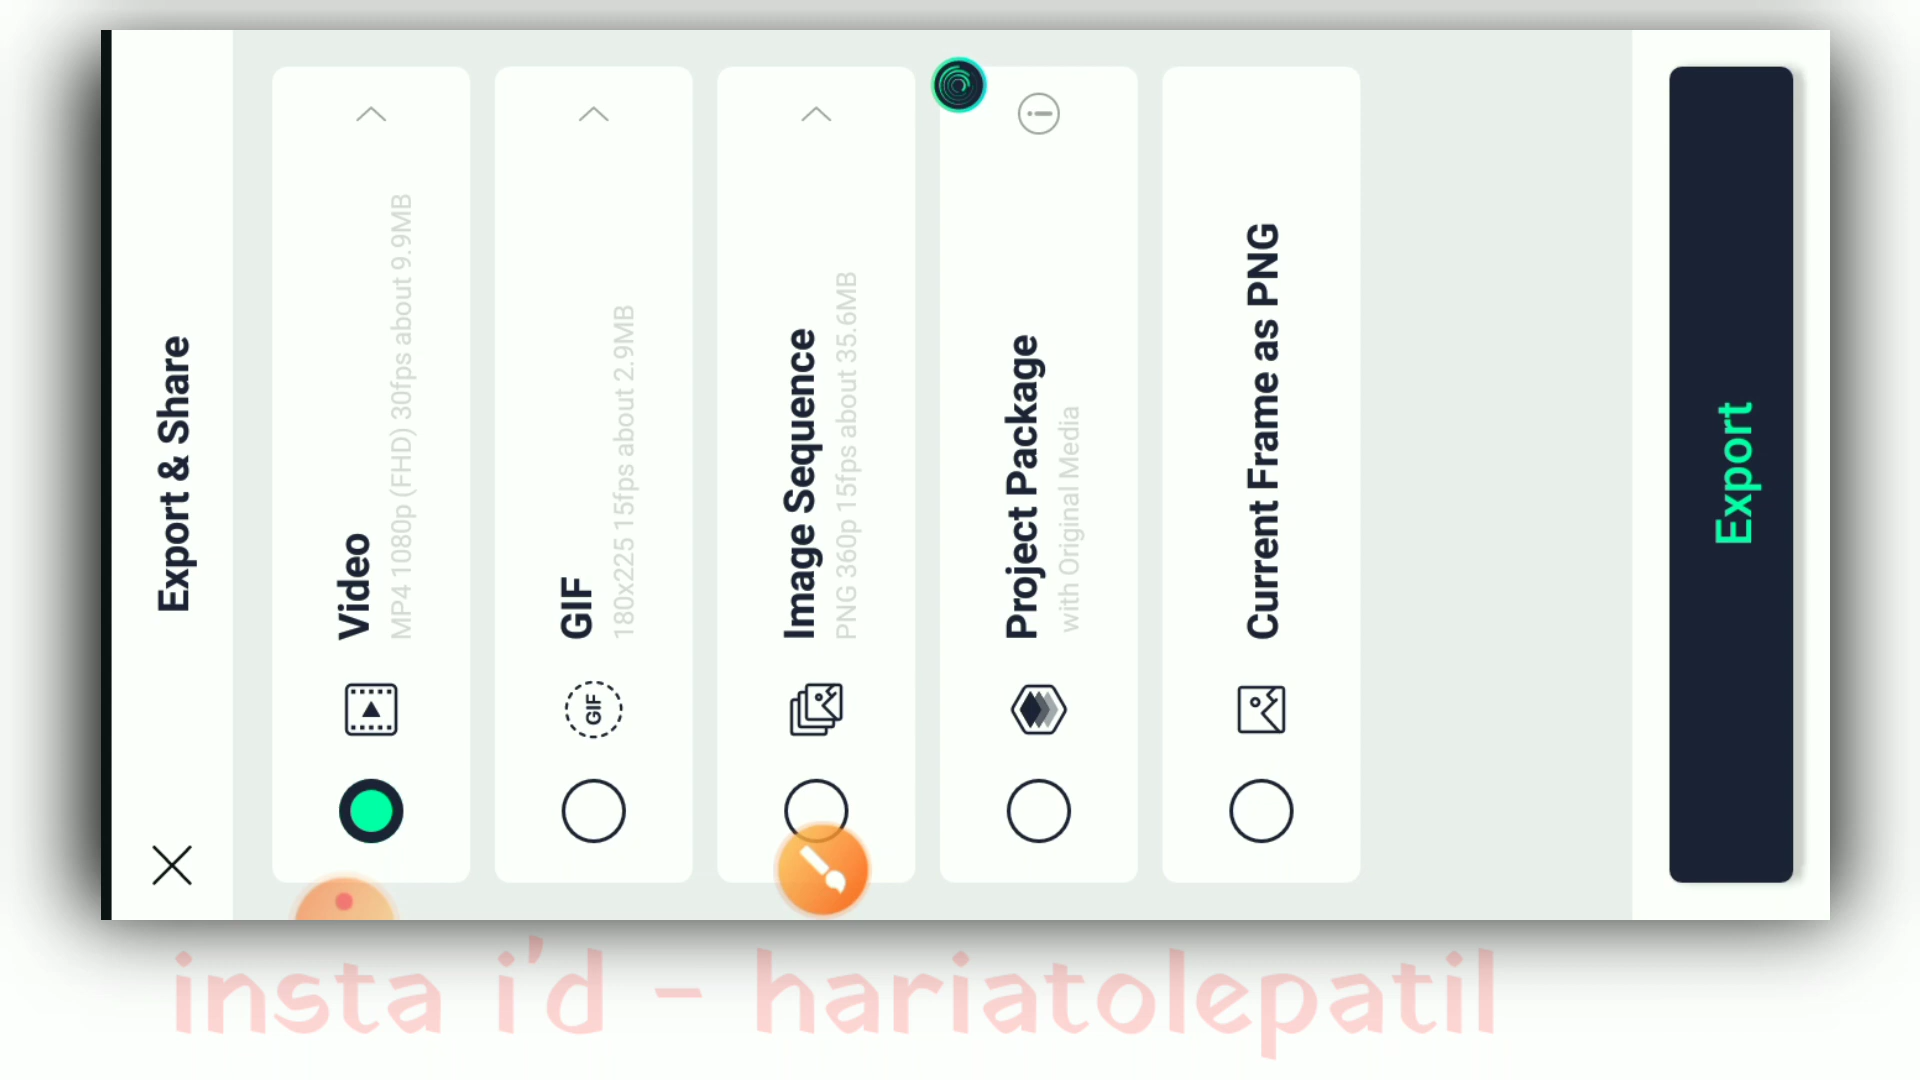 Export & Share
Video
MP4 1080p (FHD) 30fps about 9.9MB
GIF
GIF
180x225 15fps about 2.9MB
Image Sequence
PNG 360p 15fps about 35.6MB
Project Package
with Original Media
Current Frame as PNG
Export
insta i'd - hariatolepatil